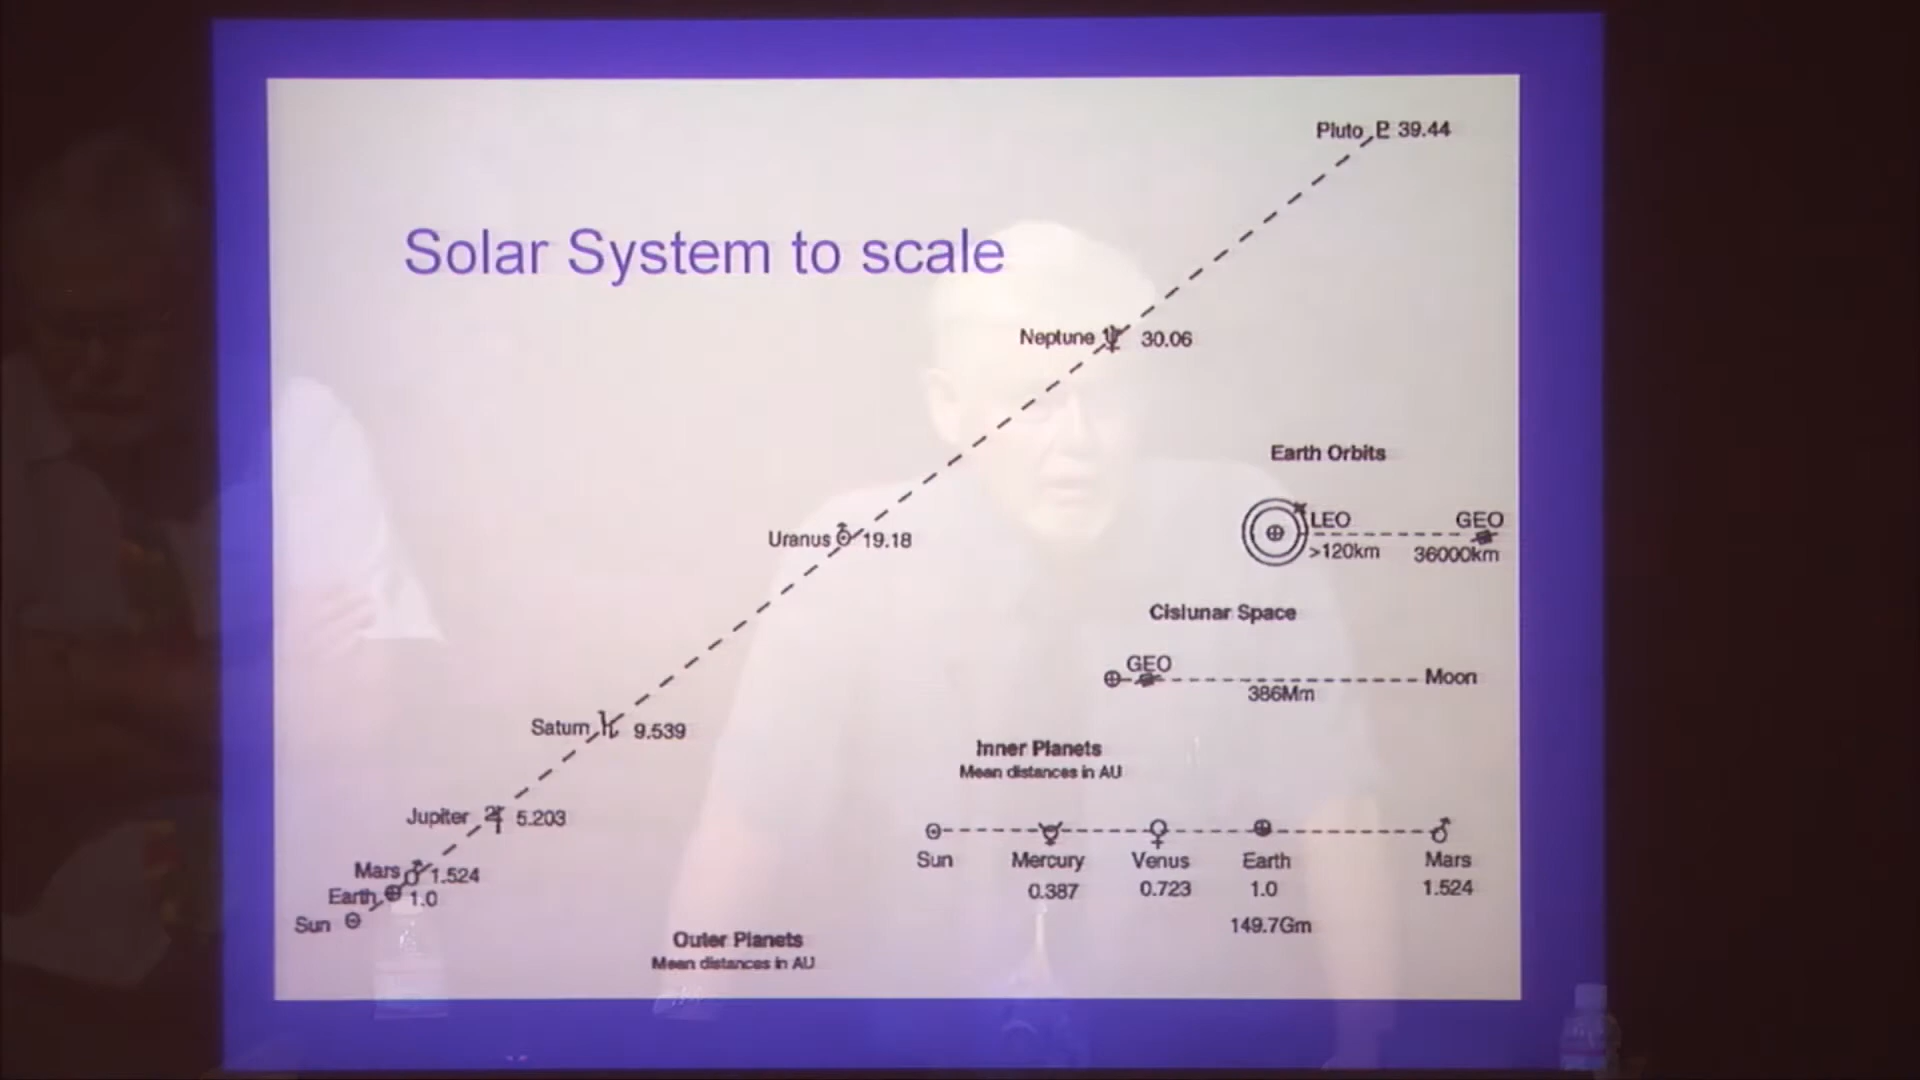 Pluto P 39.44
Solar System to scale
Neptune 30.06
Earth Orbits
LEO GEO
>120km 36000km
Uranus 19.18
Cislunar Space
GEO
Moon
386Mm
Saturn 9.539
Inner Planets
Mean distances in AU
Jupiter 5.203
Sun Mercury Venus Earth Mars
0.387 0.723 1.0 1.524
149.7Gm
Mars 1.524
Earth 1.0
Sun
Outer Planets
Mean distances in AU